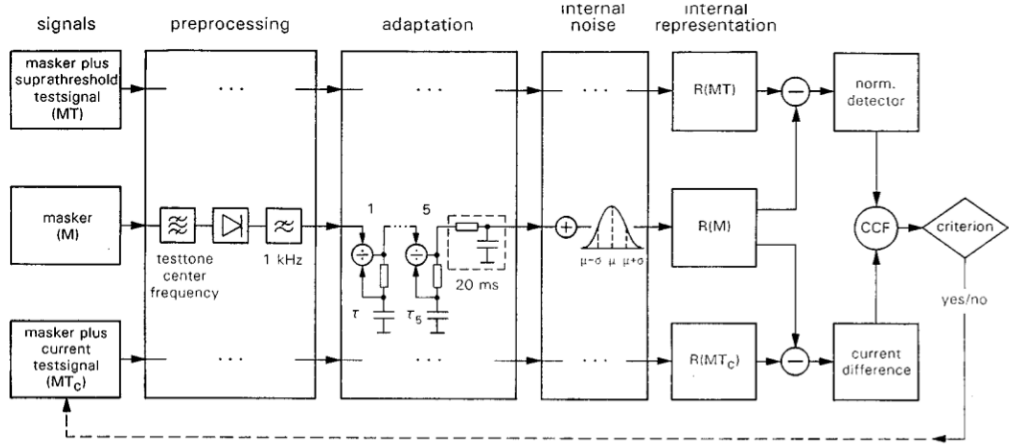 signals
preprocessing
adaptation
internal
noise
internal
representation
masker plus
suprathreshold
testsignal
(MT)
...
...
...
R(MT)
−
norm.
detector
masker
(M)
testtone
center
frequency
1 kHz
1
5
÷
÷
τ
τ5
20 ms
+
μ−σ μ μ+σ
R(M)
CCF
criterion
yes/no
masker plus
current
testsignal
(MTC)
...
...
...
R(MTC)
−
current
difference